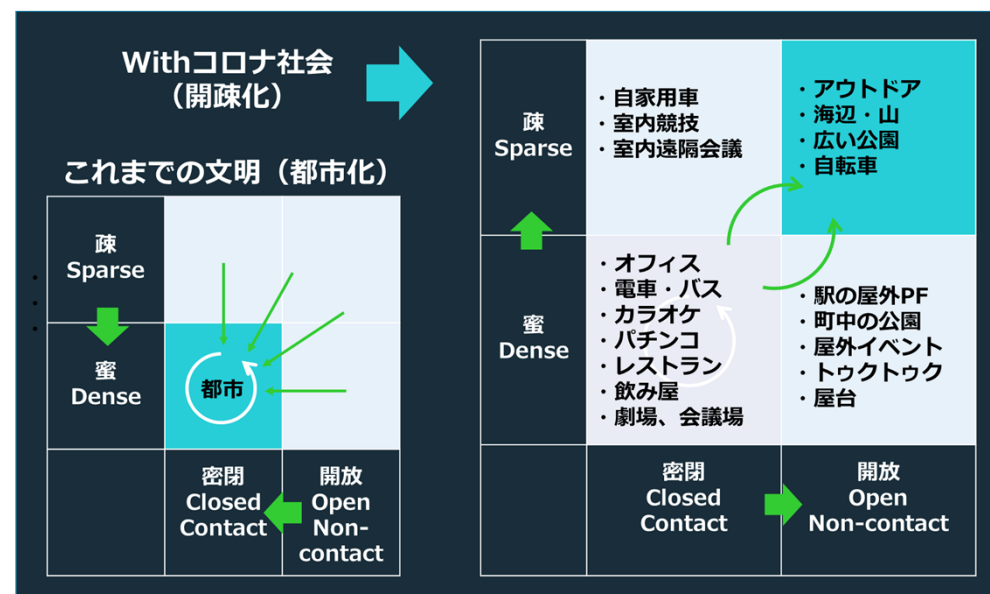 Withコロナ社会
（開疎化）
これまでの文明（都市化）
疎
Sparse
蜜
Dense
都市
密閉
Closed
Contact
開放
Open
Non-
contact
疎
Sparse
・自家用車
・室内競技
・室内遠隔会議
・アウトドア
・海辺・山
・広い公園
・自転車
蜜
Dense
・オフィス
・電車・バス
・カラオケ
・パチンコ
・レストラン
・飲み屋
・劇場、会議場
・駅の屋外PF
・町中の公園
・屋外イベント
・トゥクトゥク
・屋台
密閉
Closed
Contact
開放
Open
Non-contact